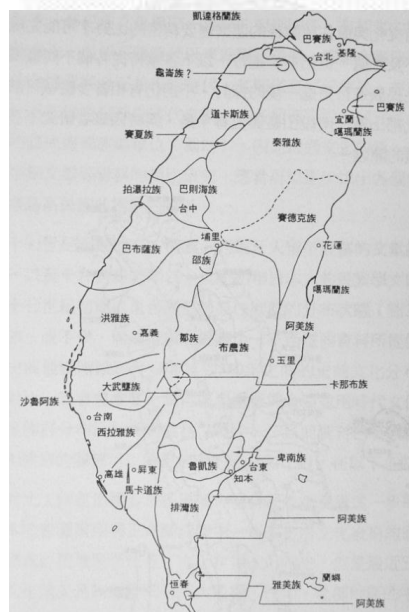 凱達格蘭族
巴賽族
基隆
台北
龜海族？
道卡斯族
宜蘭
巴賽族
噶瑪蘭族
賽夏族
泰雅族
拍瀑拉族
巴則海族
台中
賽德克族
埔里
花蓮
巴布薩族
邵族
噶瑪蘭族
洪雅族
阿美族
嘉義
鄒族
布農族
玉里
大武壠族
卡那布族
沙魯阿族
台南
西拉雅族
卑南族
魯凱族
台東
高雄
屏東
知本
馬卡道族
排灣族
阿美族
恒春
雅美族
蘭嶼
阿美族